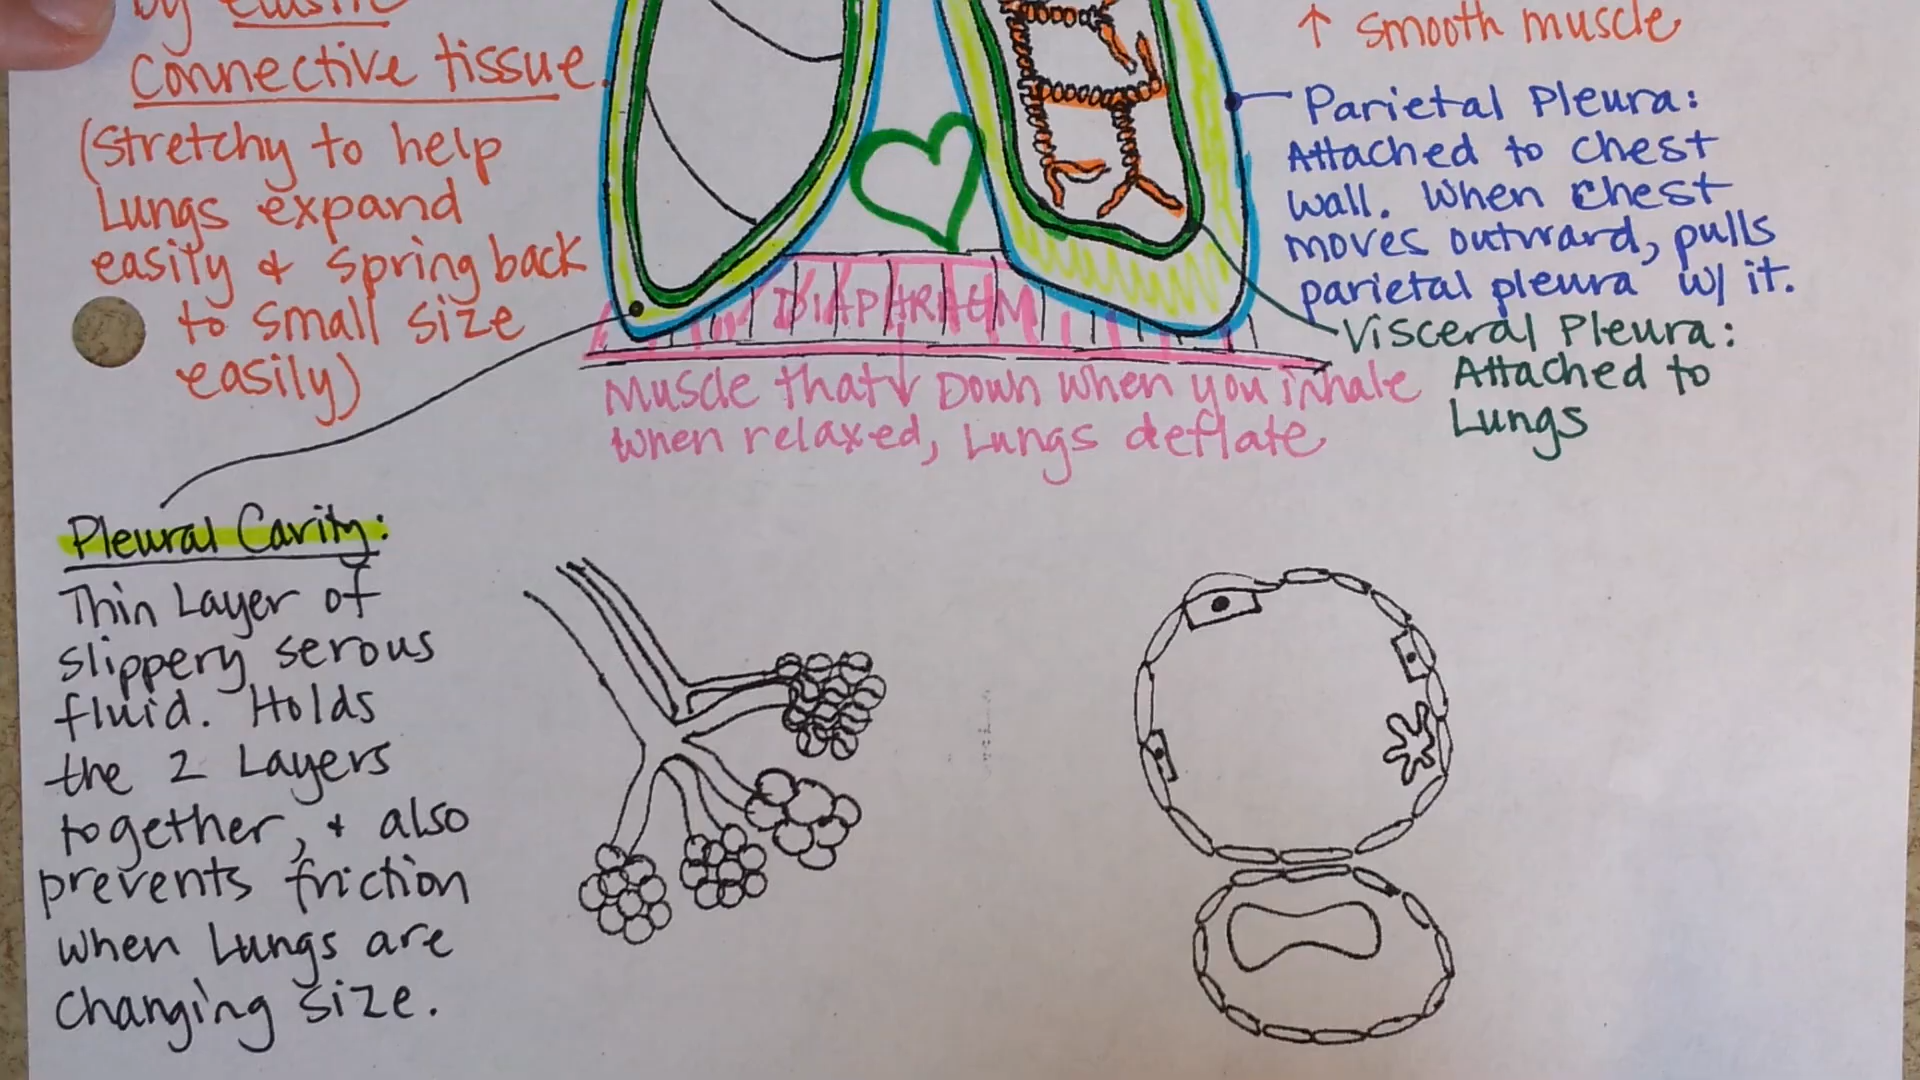 by elastic
connective tissue.
(Stretchy to help
Lungs expand
easily & spring back
to small size
easily)
↑ smooth muscle
Parietal Pleura:
Attached to chest
wall. When chest
moves outward, pulls
parietal pleura w/ it.
Visceral Pleura:
Attached to
Lungs
DIAPHRAGM
Muscle that ↓ Down when you inhale
when relaxed, Lungs deflate
Pleural Cavity:
Thin Layer of
slippery serous
fluid. Holds
the 2 Layers
together, & also
prevents friction
when Lungs are
changing size.